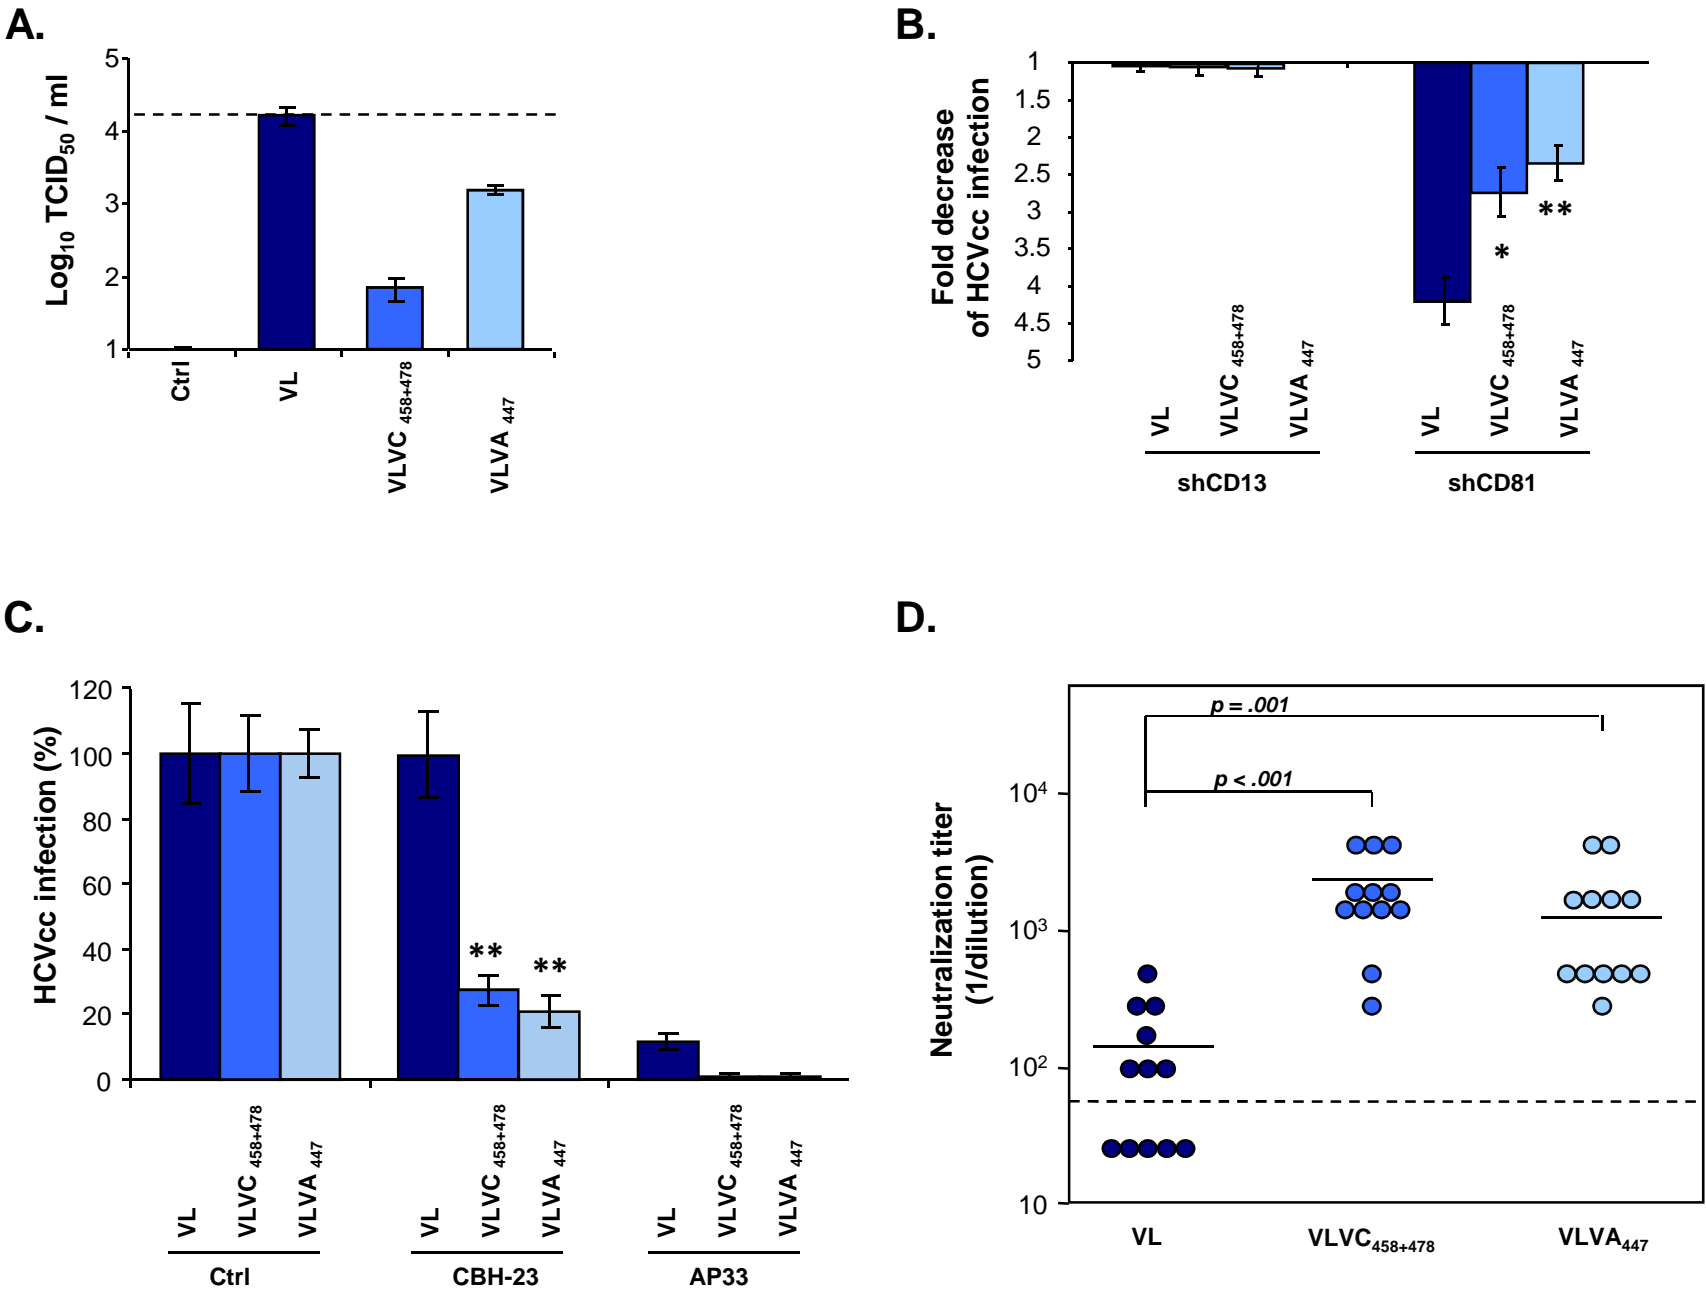 A.
Log10 TCID50 / ml
5
4
3
2
1
Ctrl
VL
VLVC 458+478
VLVA 447
B.
Fold decrease
of HCVcc infection
1
1.5
2
2.5
3
3.5
4
4.5
5
*
**
VL
VLVC 458+478
VLVA 447
VL
VLVC 458+478
VLVA 447
shCD13
shCD81
C.
HCVcc infection (%)
120
100
80
60
40
20
0
**
**
VL
VLVC 458+478
VLVA 447
VL
VLVC 458+478
VLVA 447
VL
VLVC 458+478
VLVA 447
Ctrl
CBH-23
AP33
D.
Neutralization titer
(1/dilution)
p = .001
p < .001
10^4
10^3
10^2
10
VL
VLVC458+478
VLVA447